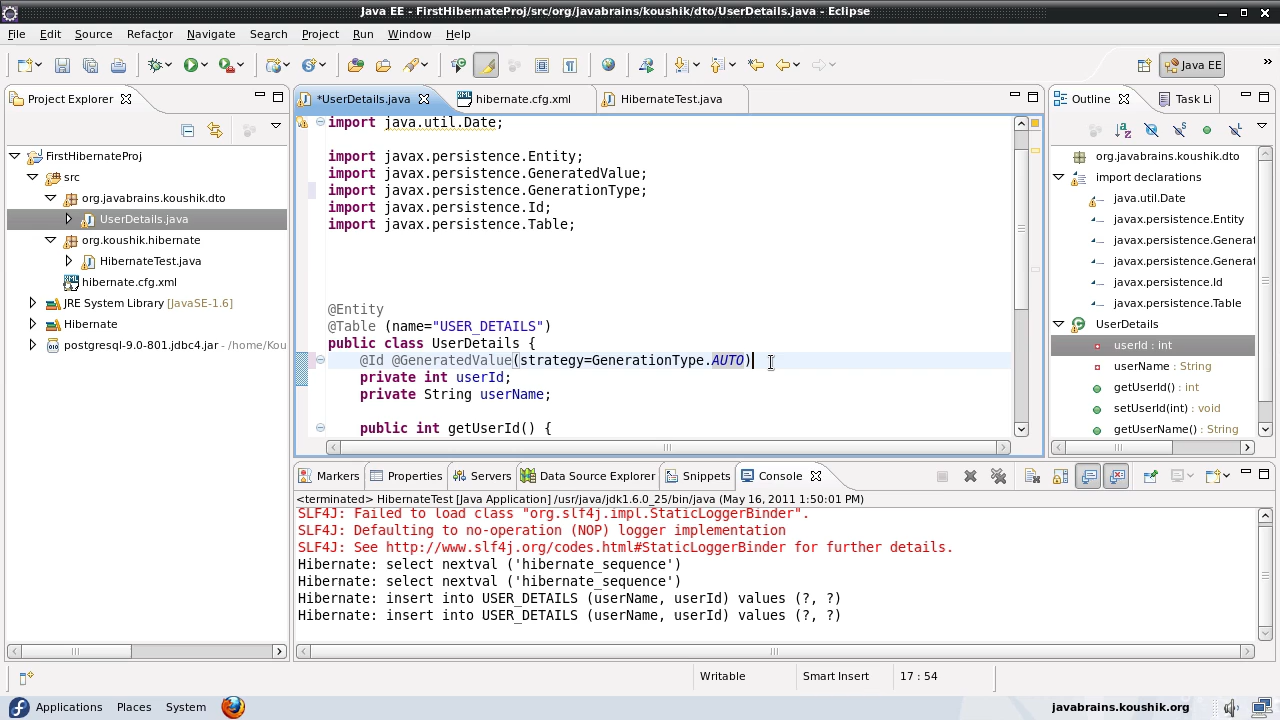 Java EE - FirstHibernateProj/src/org/javabrains/koushik/dto/UserDetails.java - Eclipse
File Edit Source Refactor Navigate Search Project Run Window Help
Java EE
»
Project Explorer
FirstHibernateProj
src
org.javabrains.koushik.dto
UserDetails.java
org.koushik.hibernate
HibernateTest.java
hibernate.cfg.xml
JRE System Library [JavaSE-1.6]
Hibernate
postgresql-9.0-801.jdbc4.jar - /home/Kou
*UserDetails.java hibernate.cfg.xml HibernateTest.java
import java.util.Date;
import javax.persistence.Entity;
import javax.persistence.GeneratedValue;
import javax.persistence.GenerationType;
import javax.persistence.Id;
import javax.persistence.Table;
@Entity
@Table (name="USER_DETAILS")
public class UserDetails {
@Id @GeneratedValue(strategy=GenerationType.AUTO)
private int userId;
private String userName;
public int getUserId() {
Outline Task Li
org.javabrains.koushik.dto
import declarations
java.util.Date
javax.persistence.Entity
javax.persistence.Generat
javax.persistence.Generat
javax.persistence.Id
javax.persistence.Table
UserDetails
userId : int
userName : String
getUserId() : int
setUserId(int) : void
getUserName() : String
Markers Properties Servers Data Source Explorer Snippets Console
<terminated> HibernateTest [Java Application] /usr/java/jdk1.6.0_25/bin/java (May 16, 2011 1:50:01 PM)
SLF4J: Failed to load class "org.slf4j.impl.StaticLoggerBinder".
SLF4J: Defaulting to no-operation (NOP) logger implementation
SLF4J: See http://www.slf4j.org/codes.html#StaticLoggerBinder for further details.
Hibernate: select nextval ('hibernate_sequence')
Hibernate: select nextval ('hibernate_sequence')
Hibernate: insert into USER_DETAILS (userName, userId) values (?, ?)
Hibernate: insert into USER_DETAILS (userName, userId) values (?, ?)
Writable Smart Insert 17 : 54
Applications Places System javabrains.koushik.org